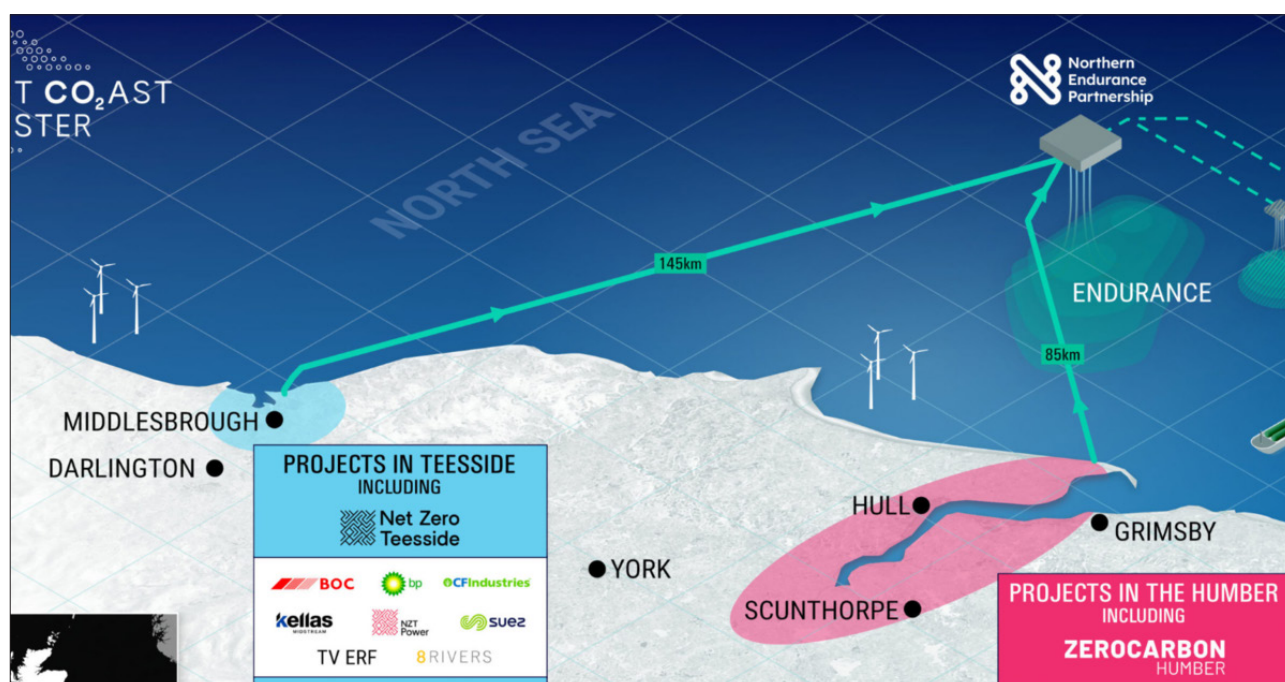 T CO₂AST
STER
Northern
Endurance
Partnership
NORTH SEA
145km
ENDURANCE
85km
MIDDLESBROUGH
DARLINGTON
PROJECTS IN TEESSIDE
INCLUDING
Net Zero
Teesside
BOC
bp
CFIndustries
Kellas
MIDSTREAM
NZT
Power
suez
TV ERF
8RIVERS
YORK
HULL
GRIMSBY
SCUNTHORPE
PROJECTS IN THE HUMBER
INCLUDING
ZEROCARBON
HUMBER